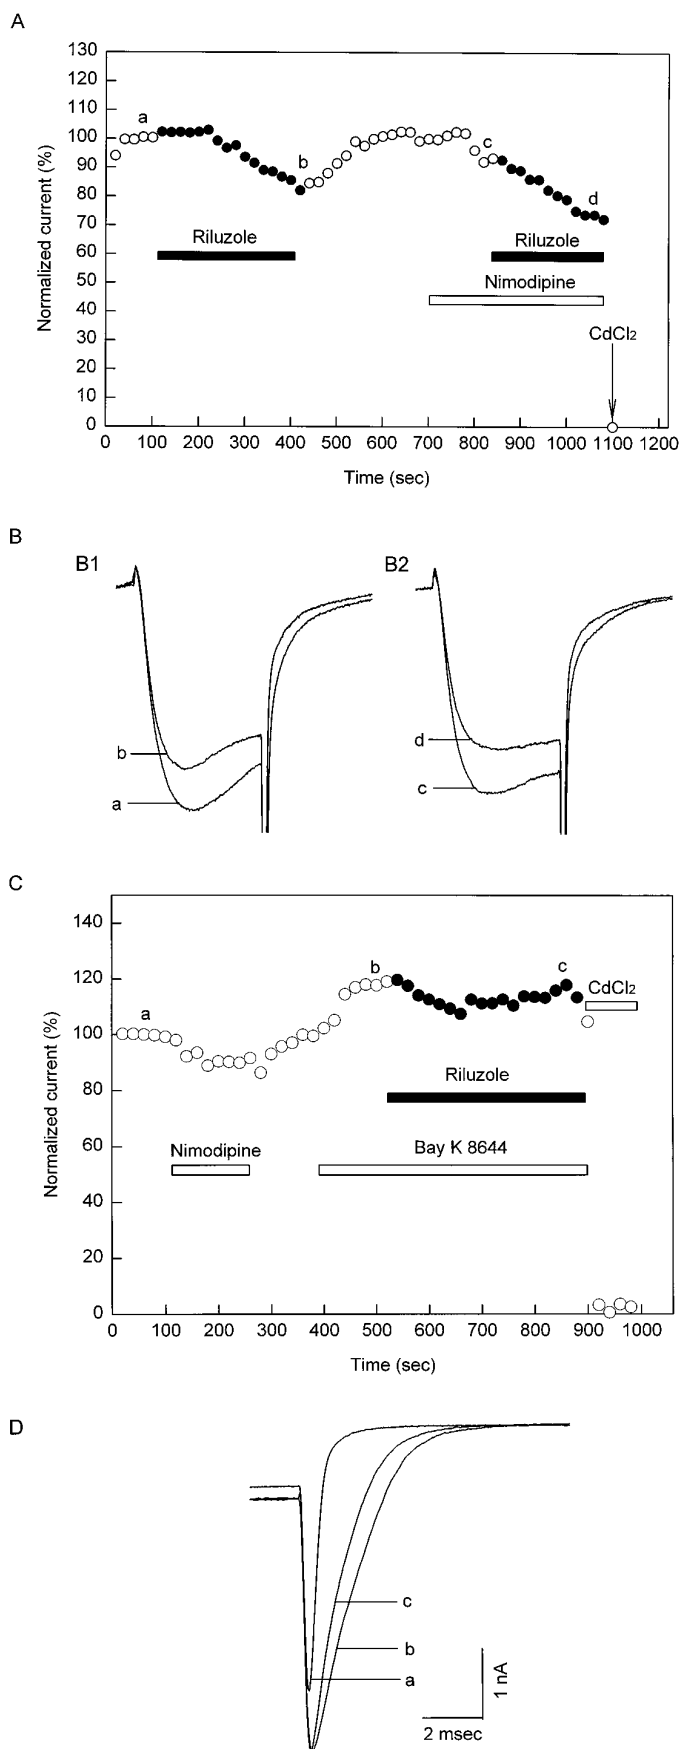 A
130
120
110
100
90
80
70
60
50
40
30
20
10
0
Normalized current (%)
a
b
c
d
Riluzole
Riluzole
Nimodipine
CdCl2
0 100 200 300 400 500 600 700 800 900 1000 1100 1200
Time (sec)
B
B1
B2
b
a
d
c
C
140
120
100
80
60
40
20
0
Normalized current (%)
a
b
c
CdCl2
Riluzole
Nimodipine
Bay K 8644
0 100 200 300 400 500 600 700 800 900 1000
Time (sec)
D
c
b
a
1 nA
2 msec